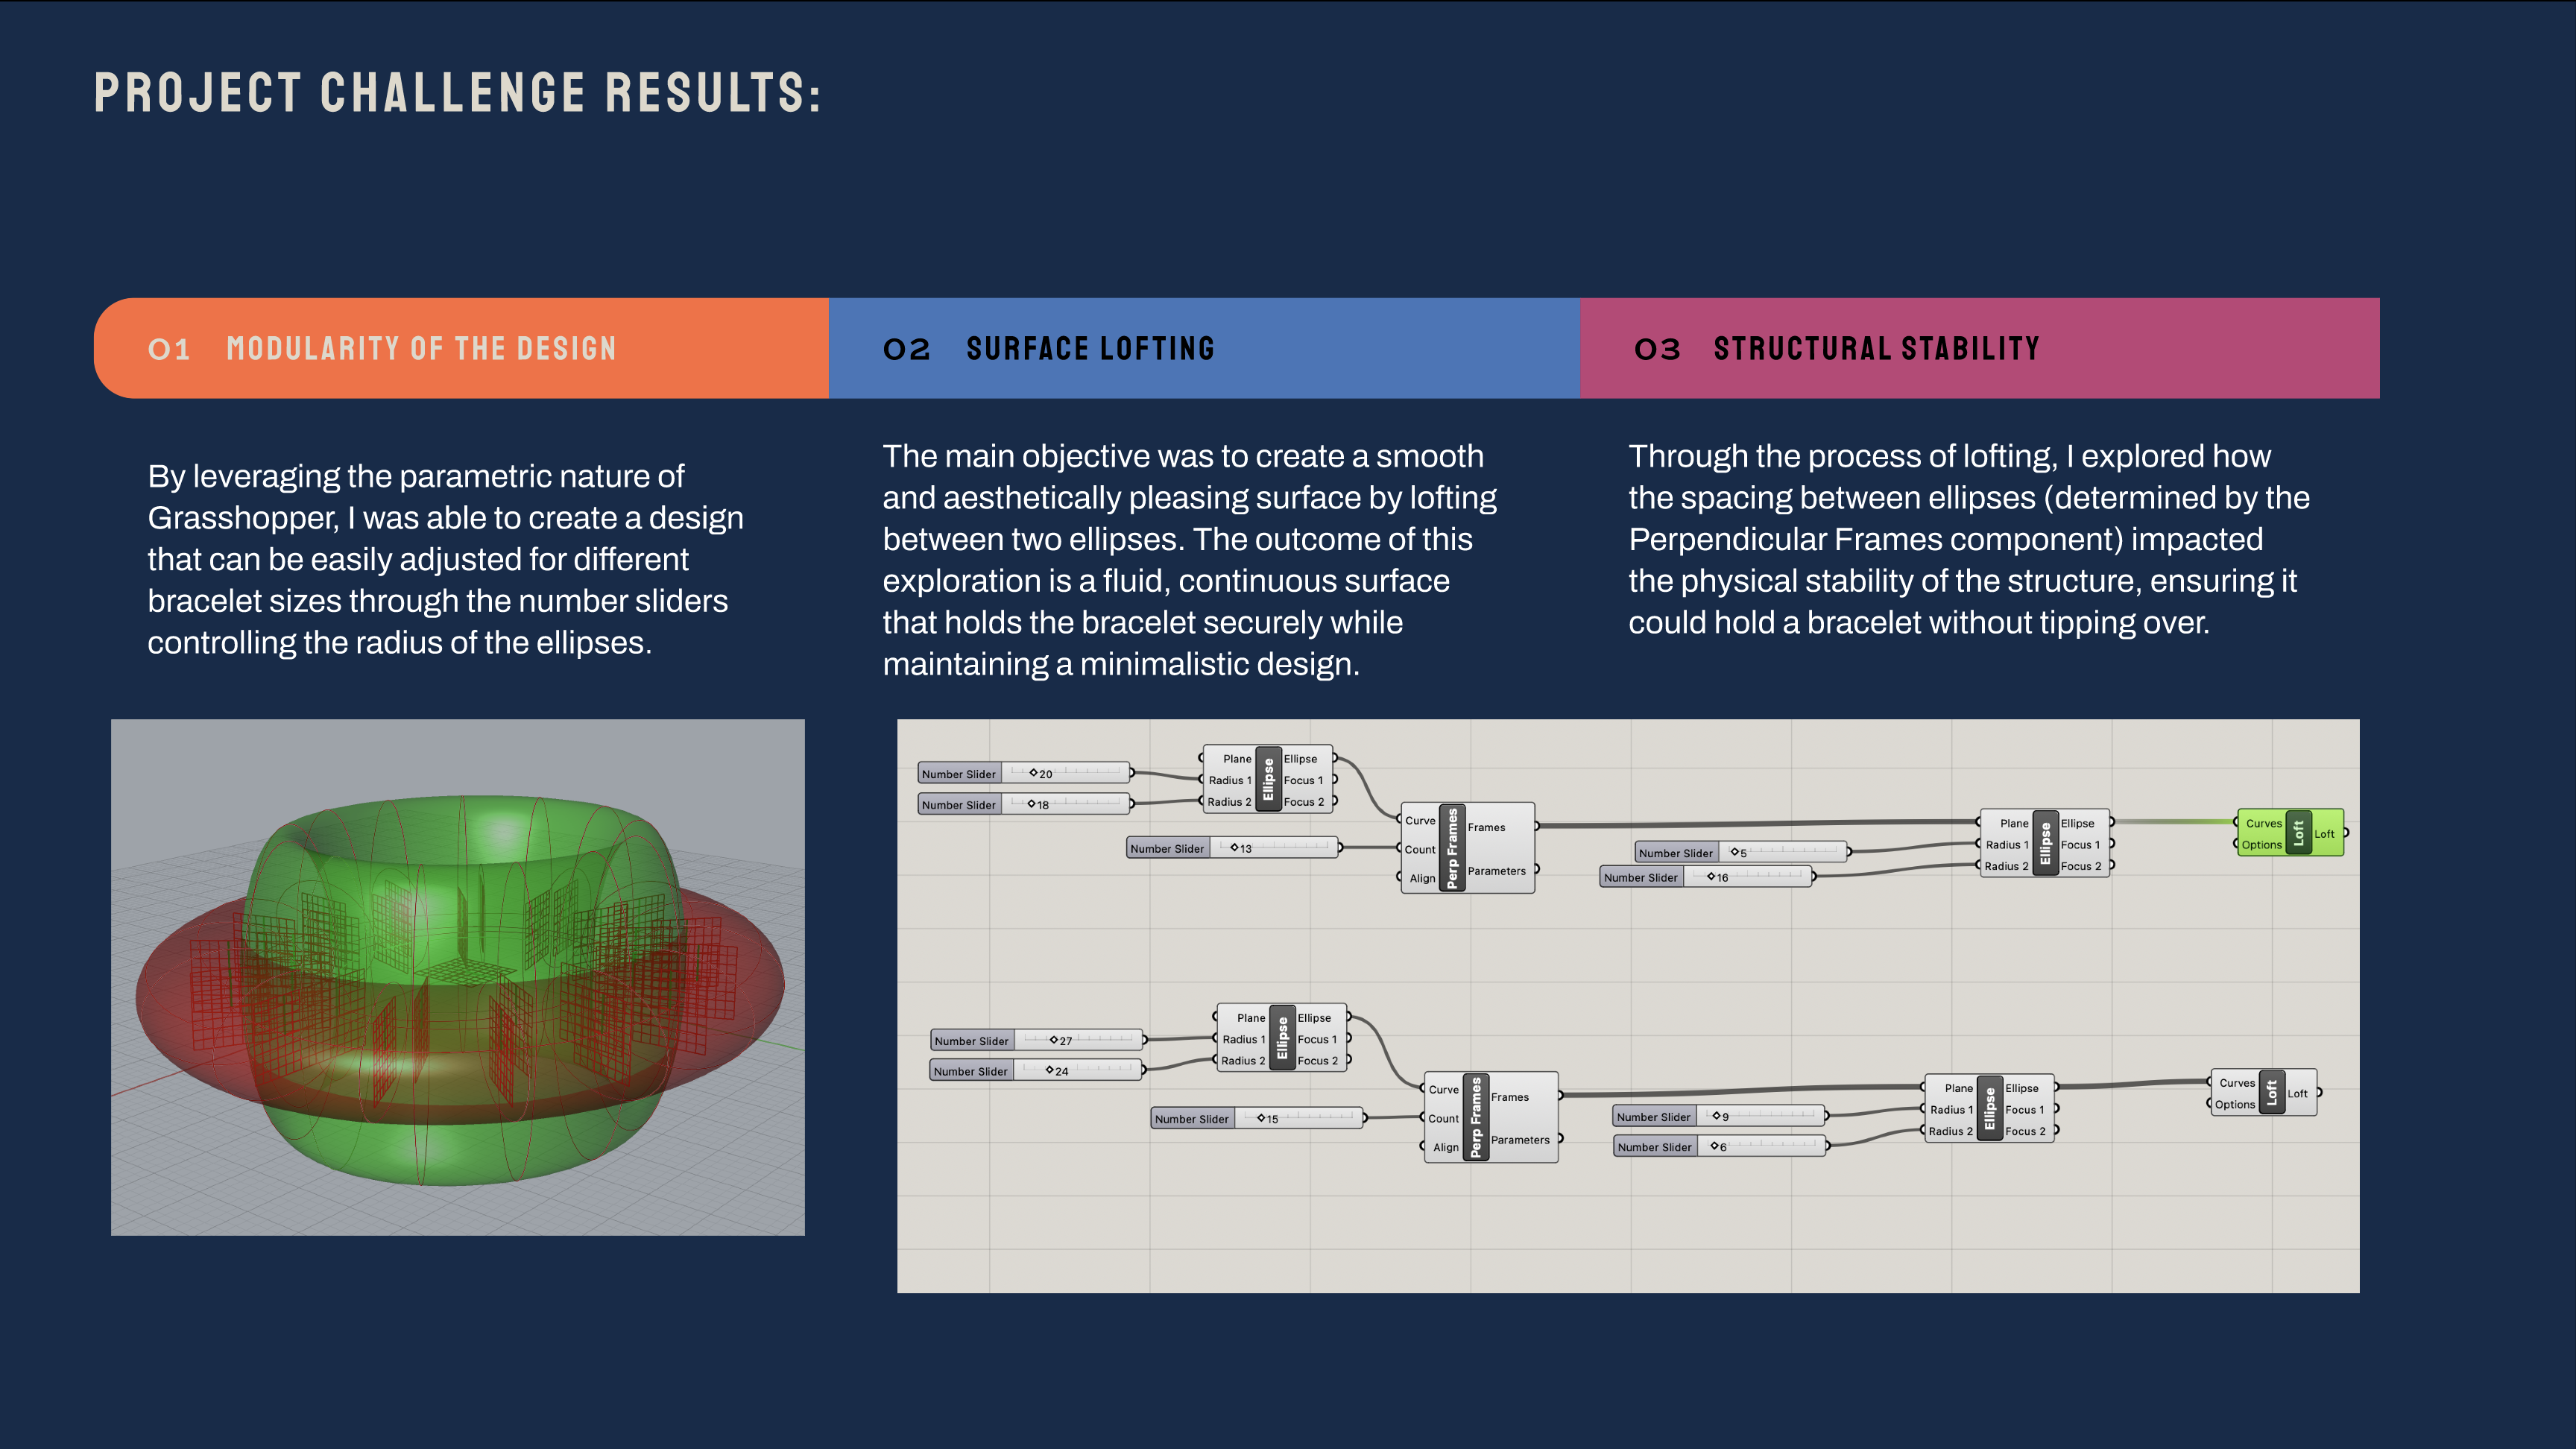 PROJECT CHALLENGE RESULTS:
01 MODULARITY OF THE DESIGN
By leveraging the parametric nature of
Grasshopper, I was able to create a design
that can be easily adjusted for different
bracelet sizes through the number sliders
controlling the radius of the ellipses.
02 SURFACE LOFTING
The main objective was to create a smooth
and aesthetically pleasing surface by lofting
between two ellipses. The outcome of this
exploration is a fluid, continuous surface
that holds the bracelet securely while
maintaining a minimalistic design.
03 STRUCTURAL STABILITY
Through the process of lofting, I explored how
the spacing between ellipses (determined by the
Perpendicular Frames component) impacted
the physical stability of the structure, ensuring it
could hold a bracelet without tipping over.
Number Slider 20
Number Slider 18
Plane Ellipse
Radius 1 Focus 1
Radius 2 Focus 2
Ellipse
Number Slider 13
Curve
Count
Align
Perp Frames
Frames
Parameters
Number Slider 5
Number Slider 16
Plane Ellipse
Radius 1 Focus 1
Radius 2 Focus 2
Ellipse
Curves
Options
Loft
Loft
Number Slider 27
Number Slider 24
Plane Ellipse
Radius 1 Focus 1
Radius 2 Focus 2
Ellipse
Number Slider 15
Curve
Count
Align
Perp Frames
Frames
Parameters
Number Slider 9
Number Slider 6
Plane Ellipse
Radius 1 Focus 1
Radius 2 Focus 2
Ellipse
Curves
Options
Loft
Loft